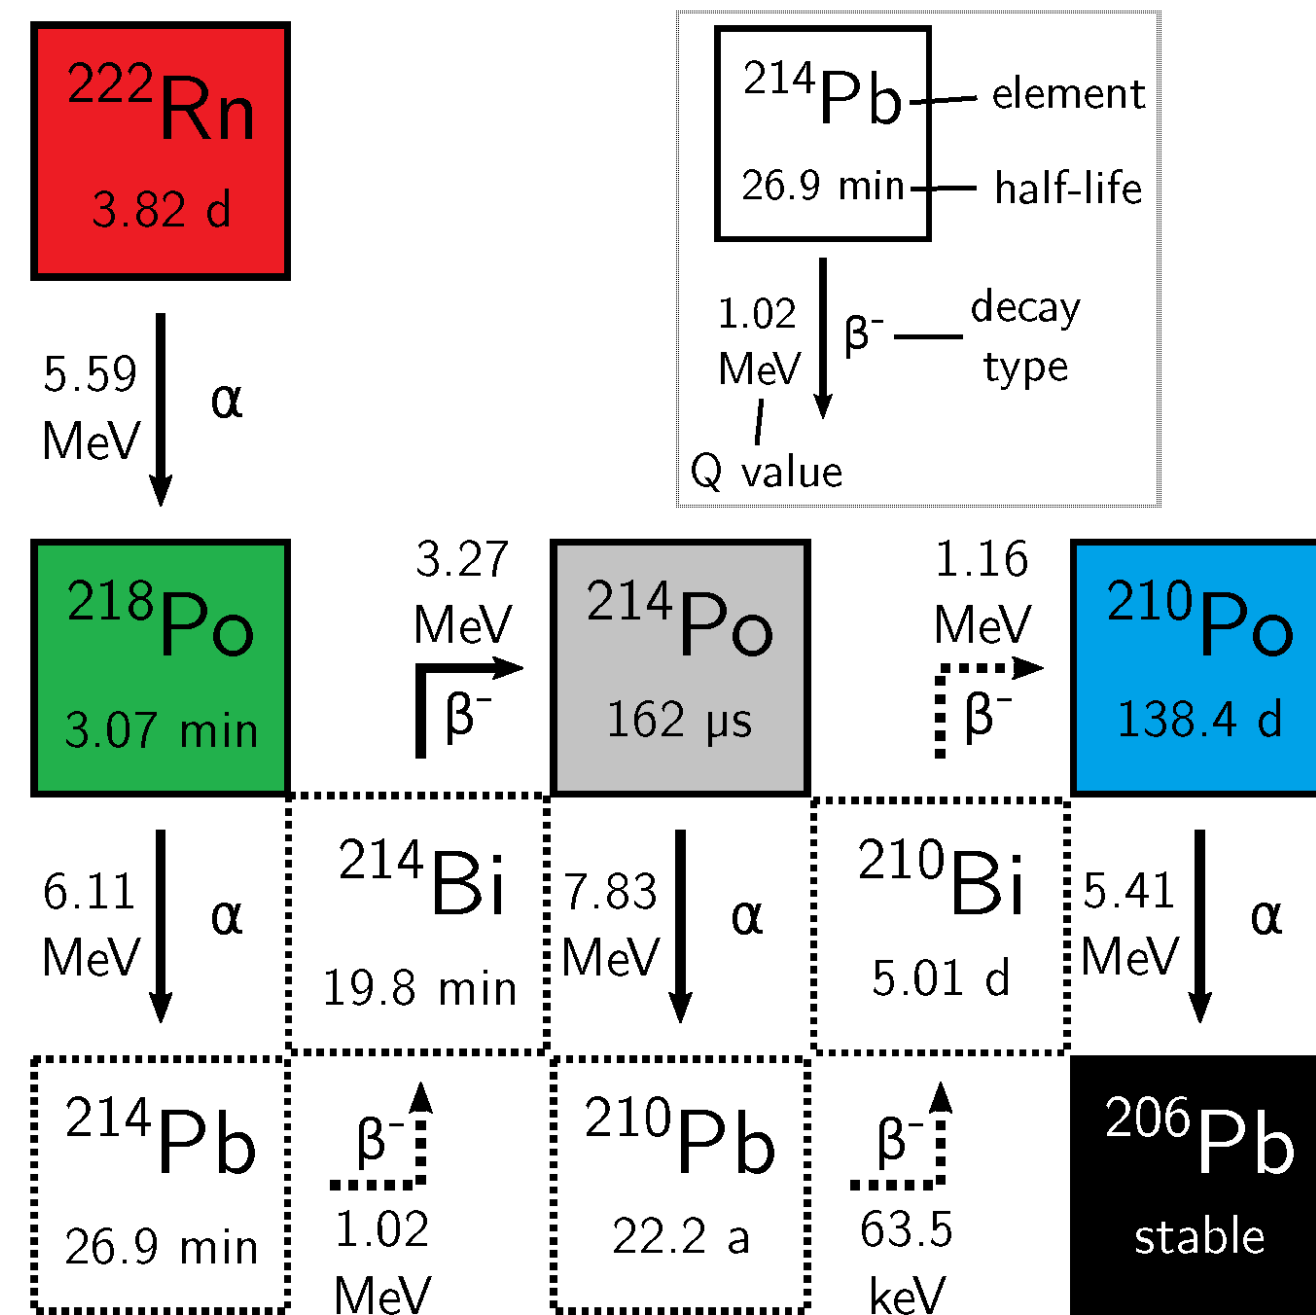 ²²²Rn
3.82 d
²¹⁴Pb
element
26.9 min
half-life
1.02
MeV
β⁻
decay
type
Q value
5.59
MeV
α
²¹⁸Po
3.07 min
3.27
MeV
β⁻
²¹⁴Po
162 μs
1.16
MeV
β⁻
²¹⁰Po
138.4 d
6.11
MeV
α
²¹⁴Bi
19.8 min
7.83
MeV
α
²¹⁰Bi
5.01 d
5.41
MeV
α
²¹⁴Pb
26.9 min
β⁻
1.02
MeV
²¹⁰Pb
22.2 a
β⁻
63.5
keV
²⁰⁶Pb
stable